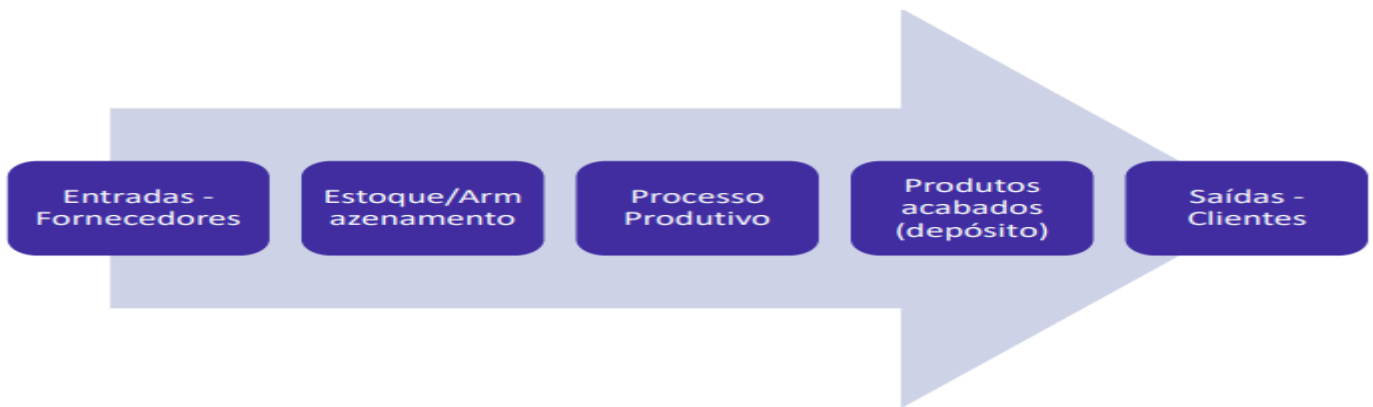 Entradas -
Fornecedores
Estoque/Arm
azenamento
Processo
Produtivo
Produtos
acabados
(depósito)
Saídas -
Clientes